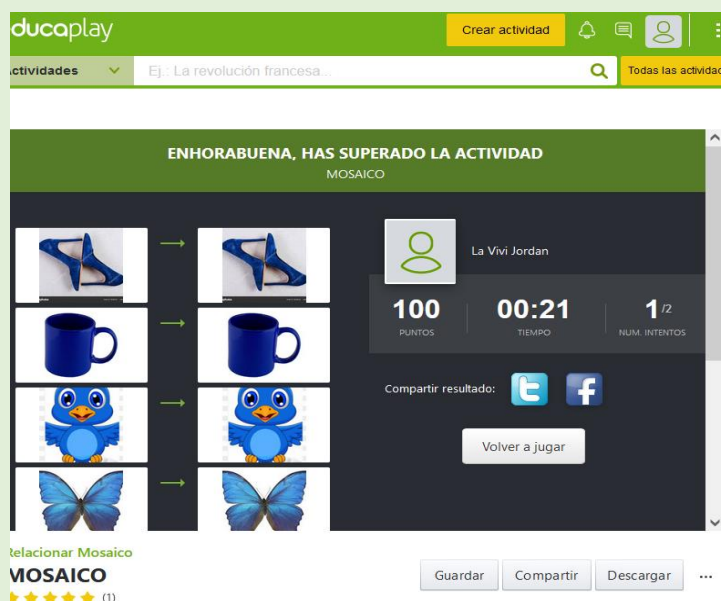 ducaplay
Crear actividad
ctividades
Ej.: La revolución francesa...
Todas las activida
ENHORABUENA, HAS SUPERADO LA ACTIVIDAD
MOSAICO
La Vivi Jordan
100
PUNTOS
00:21
TIEMPO
1/2
NUM. INTENTOS
Compartir resultado:
Volver a jugar
Relacionar Mosaico
MOSAICO
(1)
Guardar
Compartir
Descargar
...